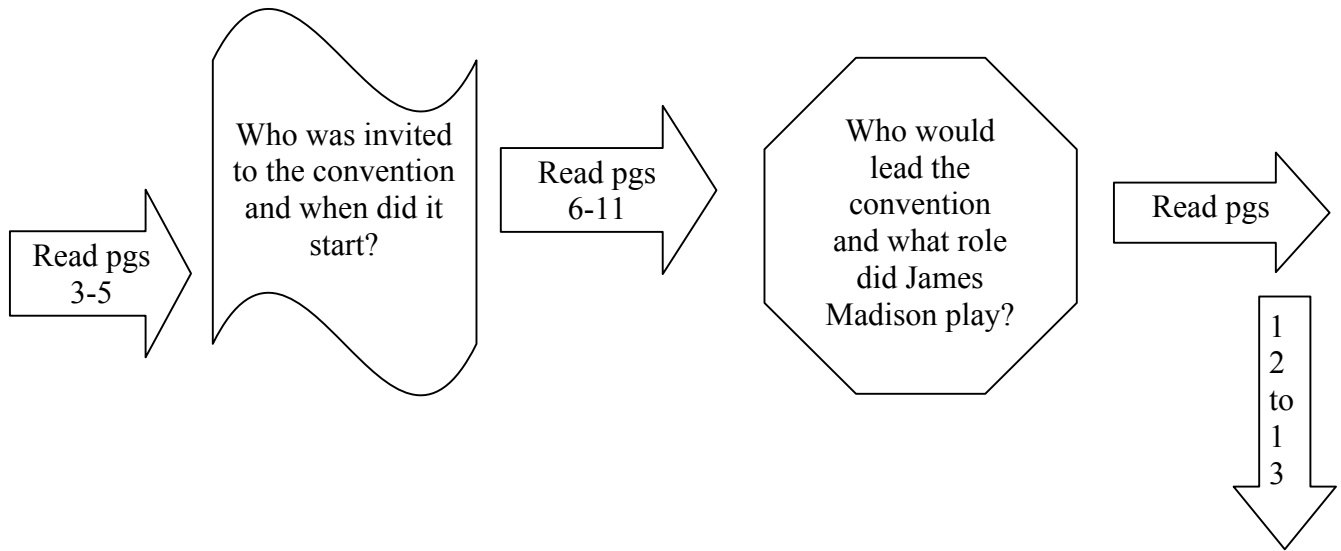 Read pgs
3-5
Who was invited
to the convention
and when did it
start?
Read pgs
6-11
Who would
lead the
convention
and what role
did James
Madison play?
Read pgs
1
2
to
1
3